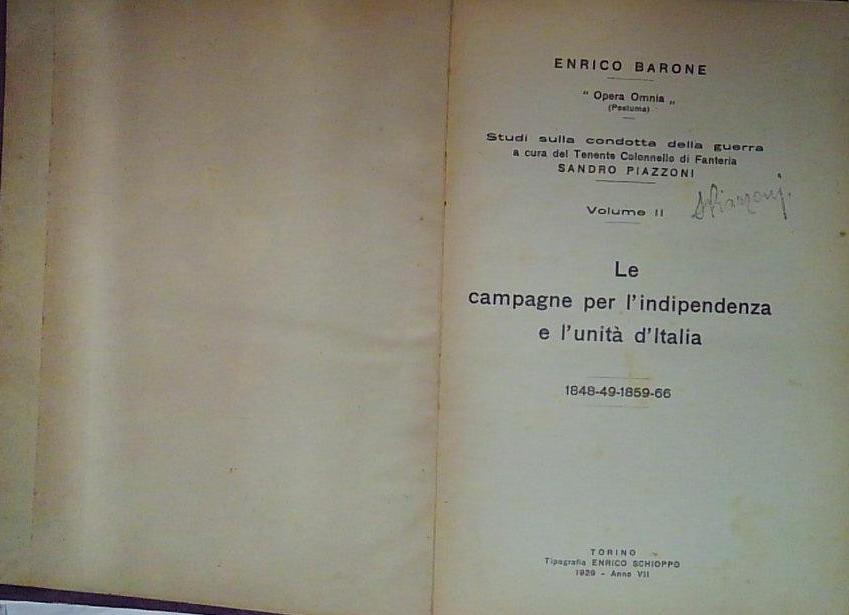 ENRICO BARONE
" Opera Omnia „
(Postuma)
Studi sulla condotta della guerra
a cura del Tenente Colonnello di Fanteria
SANDRO PIAZZONI
SPiazzoni.
Volume II
Le
campagne per l'indipendenza
e l'unità d'Italia
1848-49-1859-66
TORINO
Tipografia ENRICO SCHIOPPO
1929 - Anno VII